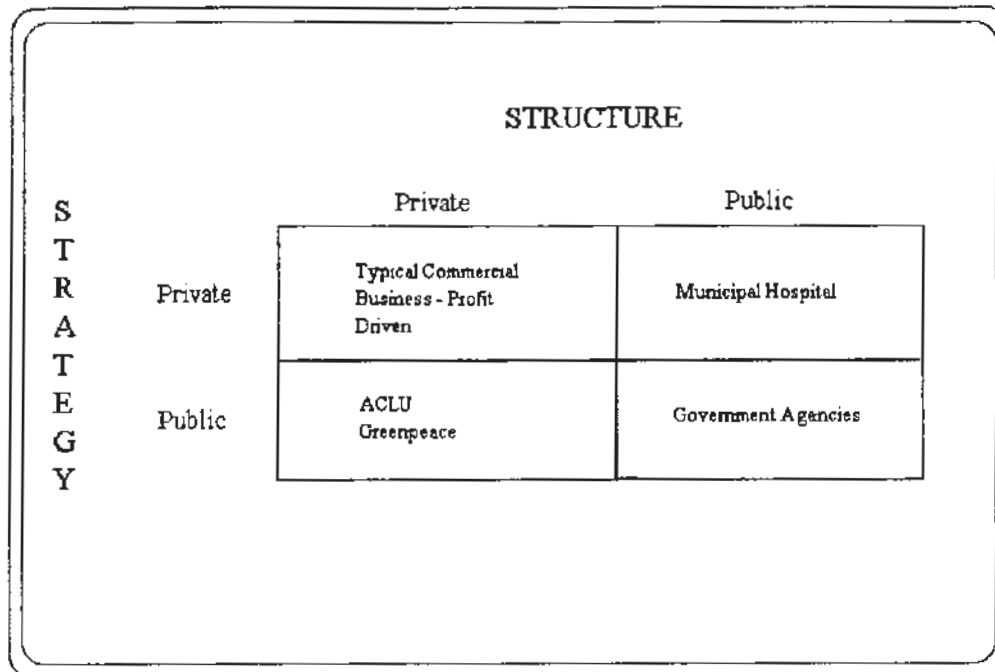 STRUCTURE
Private Public
S
T
R
A
T
E
G
Y
Private
Typical Commercial
Business - Profit
Driven
Municipal Hospital
Public
ACLU
Greenpeace
Government Agencies